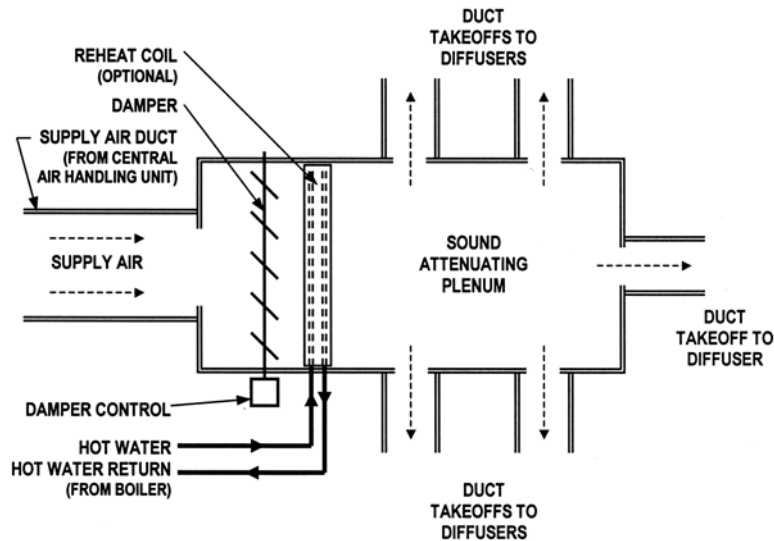 DUCT
TAKEOFFS TO
DIFFUSERS
REHEAT COIL
(OPTIONAL)
DAMPER
SUPPLY AIR DUCT
(FROM CENTRAL
AIR HANDLING UNIT)
SUPPLY AIR
SOUND
ATTENUATING
PLENUM
DUCT
TAKEOFF TO
DIFFUSER
DAMPER CONTROL
HOT WATER
HOT WATER RETURN
(FROM BOILER)
DUCT
TAKEOFFS TO
DIFFUSERS